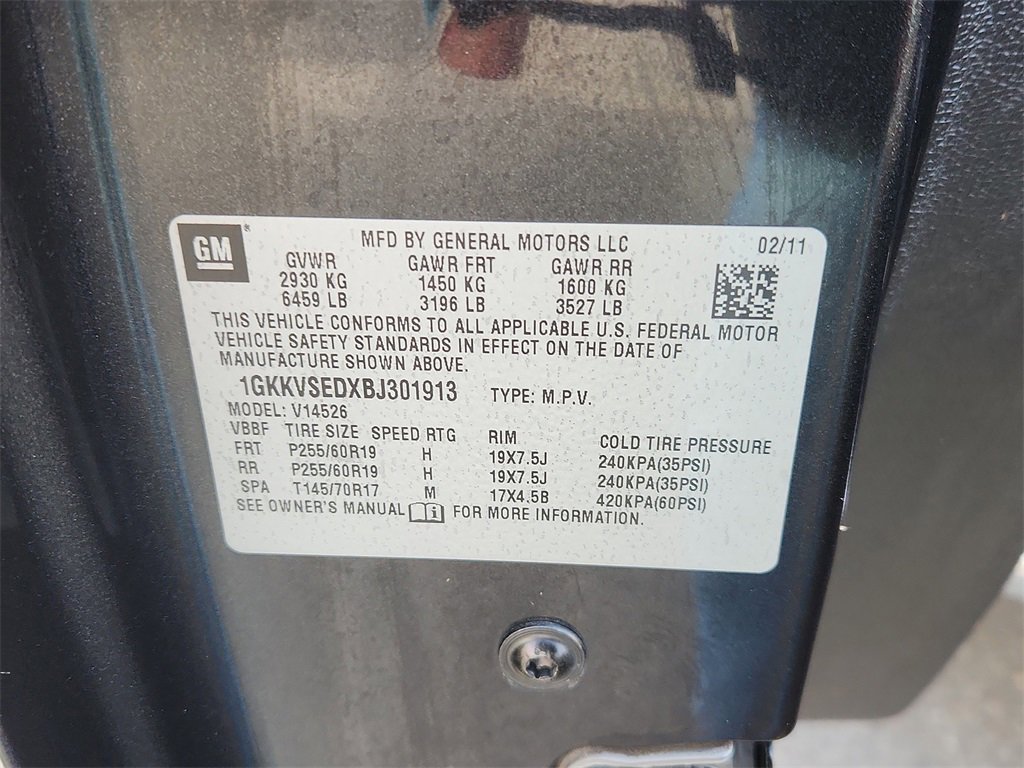 GM
MFD BY GENERAL MOTORS LLC 02/11
GVWR GAWR FRT GAWR RR
2930 KG 1450 KG 1600 KG
6459 LB 3196 LB 3527 LB
THIS VEHICLE CONFORMS TO ALL APPLICABLE U.S. FEDERAL MOTOR
VEHICLE SAFETY STANDARDS IN EFFECT ON THE DATE OF
MANUFACTURE SHOWN ABOVE.
1GKKVSEDXBJ301913 TYPE: M.P.V.
MODEL: V14526
VBBF TIRE SIZE SPEED RTG RIM COLD TIRE PRESSURE
FRT P255/60R19 H 19X7.5J 240KPA(35PSI)
RR P255/60R19 H 19X7.5J 240KPA(35PSI)
SPA T145/70R17 M 17X4.5B 420KPA(60PSI)
SEE OWNER'S MANUAL i FOR MORE INFORMATION.